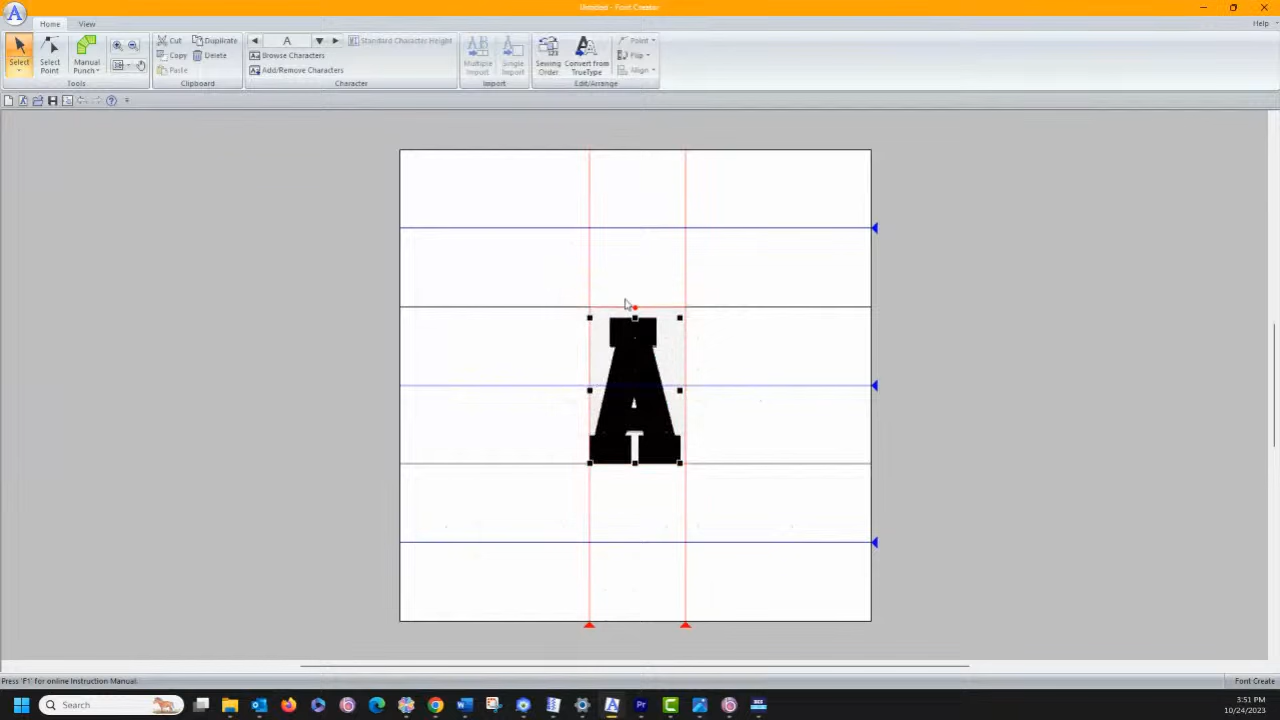 Untitled - Font Creator
Home View Help
Select
Select Point
Manual Punch
Tools
Cut Duplicate
Copy Delete
Paste
Clipboard
A Standard Character Height
Browse Characters
Add/Remove Characters
Character
Multiple Import
Single Import
Import
Sewing Order
Convert from TrueType
Point
Flip
Align
Edit/Arrange
A
Press 'F1' for online Instruction Manual.
Font Create
Search
3:51 PM
10/24/2023